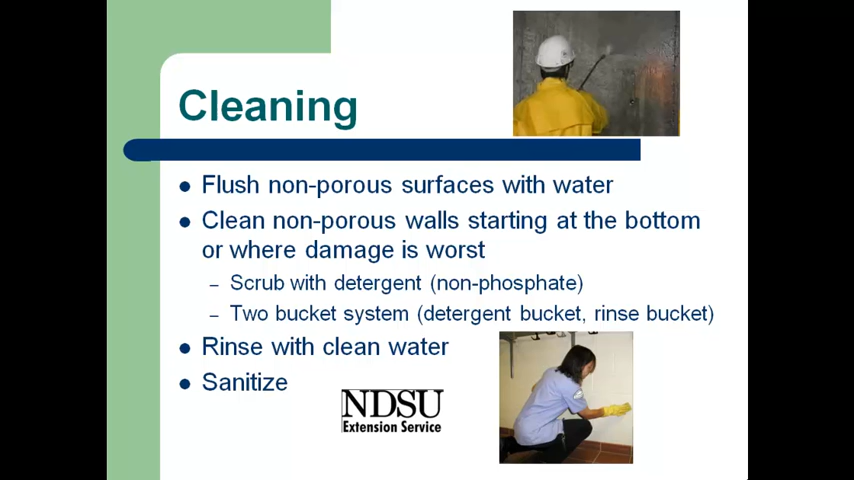 Cleaning
Flush non-porous surfaces with water
Clean non-porous walls starting at the bottom
or where damage is worst
– Scrub with detergent (non-phosphate)
– Two bucket system (detergent bucket, rinse bucket)
Rinse with clean water
Sanitize
NDSU
Extension Service